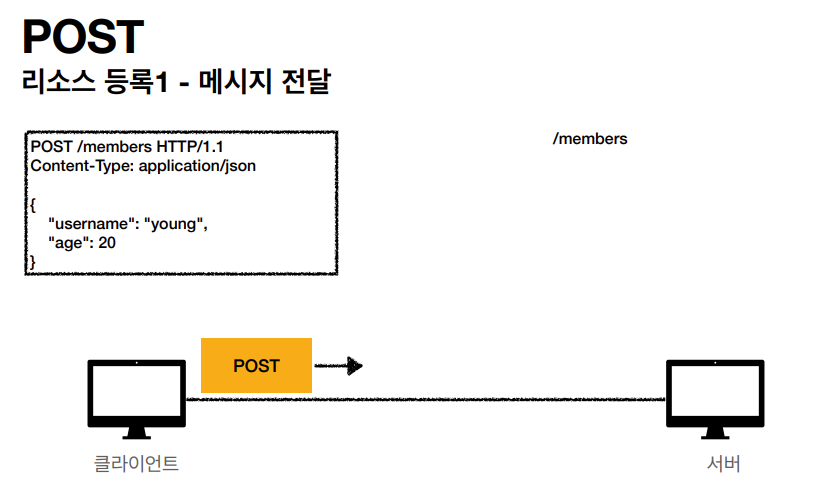 POST
리소스 등록1 - 메시지 전달
POST /members HTTP/1.1
Content-Type: application/json
{
"username": "young",
"age": 20
}
/members
POST
클라이언트
서버